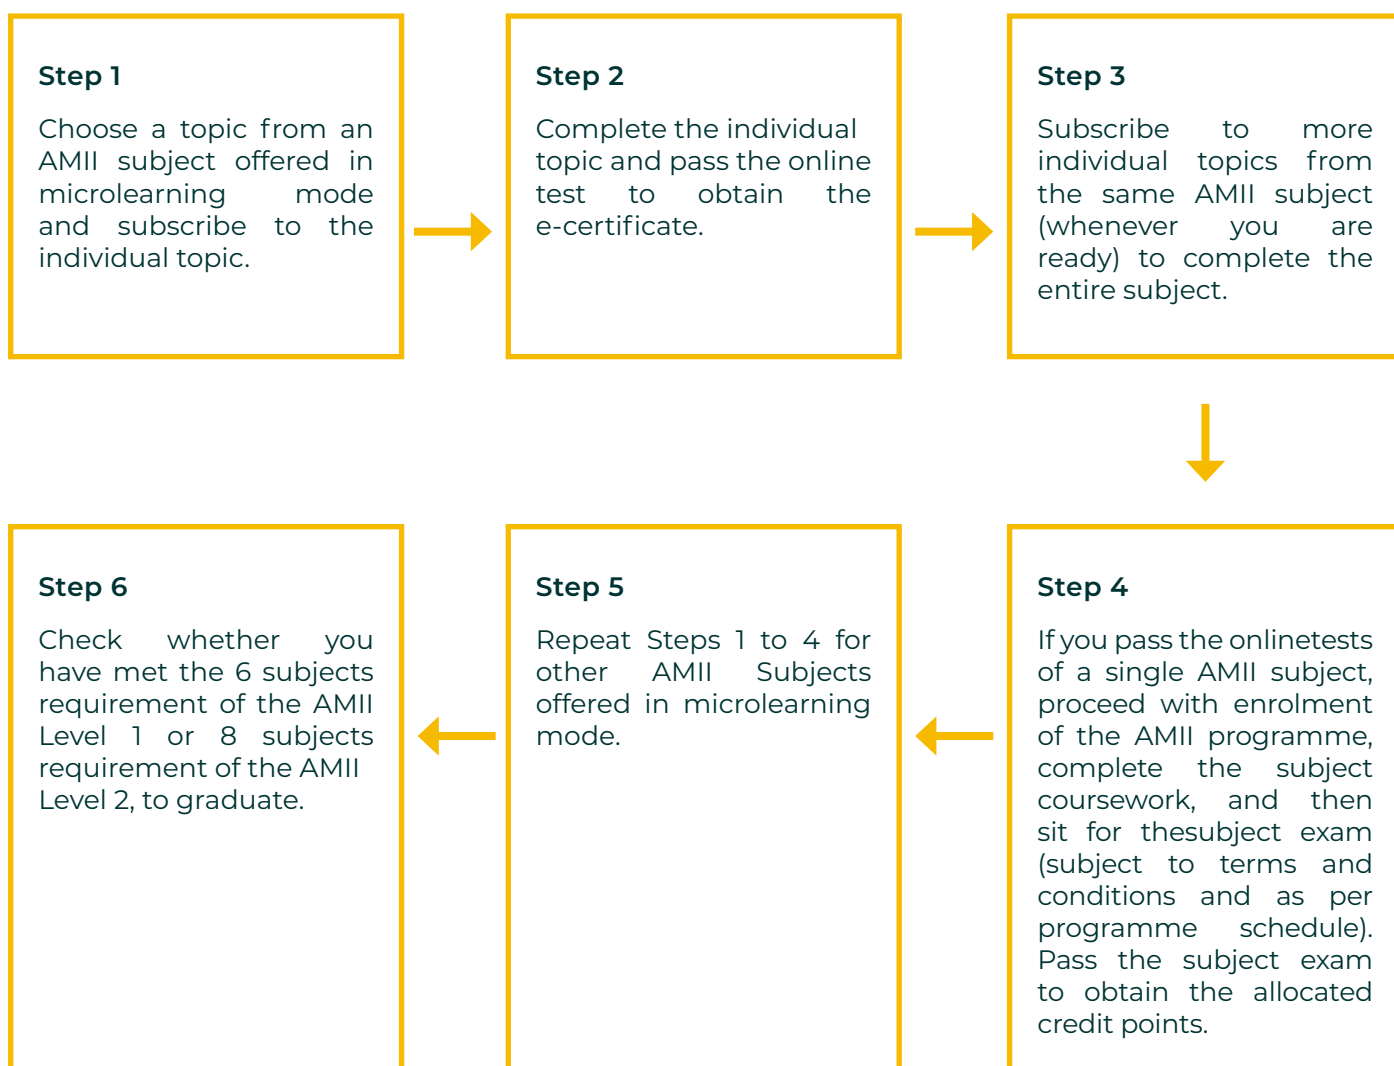 Step 1
Choose a topic from an
AMII subject offered in
microlearning mode
and subscribe to the
individual topic.
Step 2
Complete the individual
topic and pass the online
test to obtain the
e-certificate.
Step 3
Subscribe to more
individual topics from
the same AMII subject
(whenever you are
ready) to complete the
entire subject.
Step 4
If you pass the onlinetests
of a single AMII subject,
proceed with enrolment
of the AMII programme,
complete the subject
coursework, and then
sit for thesubject exam
(subject to terms and
conditions and as per
programme schedule).
Pass the subject exam
to obtain the allocated
credit points.
Step 5
Repeat Steps 1 to 4 for
other AMII Subjects
offered in microlearning
mode.
Step 6
Check whether you
have met the 6 subjects
requirement of the AMII
Level 1 or 8 subjects
requirement of the AMII
Level 2, to graduate.